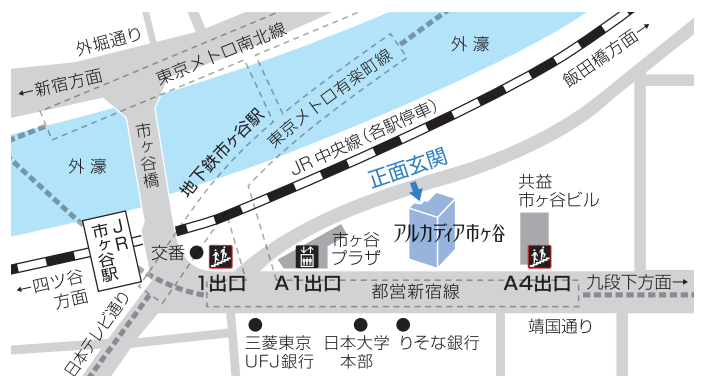 外堀通り
←新宿方面
東京メトロ南北線
外濠
飯田橋方面→
東京メトロ有楽町線
市ヶ谷橋
地下鉄市ヶ谷駅
JR中央線（各駅停車）
外濠
正面玄関
共益
市ヶ谷ビル
JR
市ヶ谷駅
交番
市ヶ谷
プラザ
アルカディア市ヶ谷
←四ツ谷
方面
1出口
A1出口
都営新宿線
A4出口
九段下方面→
日本テレビ通り
靖国通り
三菱東京
UFJ銀行
日本大学
本部
りそな銀行